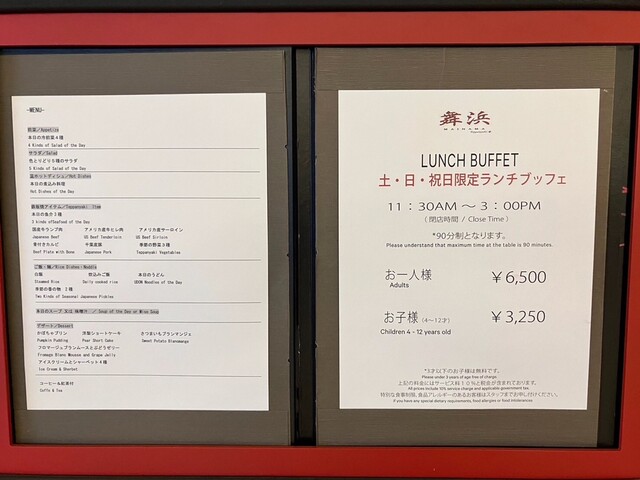 -MENU-
前菜/Appetize
本日の冷前菜4種
4 Kinds of Salad of the Day
サラダ/Salad
色とりどり5種のサラダ
5 Kinds of Salad of the Day
温ホットディシュ/Hot Dishes
本日の煮込み料理
Hot Dishes of the Day
鉄板焼アイテム/Teppanyaki Item
本日の魚介3種
3 kinds ofSeafood of the Day
国産牛ランプ肉 アメリカ産牛ヒレ肉 アメリカ産サーロイン
Japanese Beef US Beef Tenderloin US Beef Sirloin
骨付きカルビ 千葉産豚 季節の野菜3種
Beef Plate with Bone Japanese Pork Teppanyaki Vegetables
ご飯・麺/Rice Dishes・Noodle
白飯 炊込みご飯 本日のうどん
Steamed Rice Daily cooked rice UDON Noodles of the Day
季節の香の物 2種
Two Kinds of Seasonal Japanese Pickles
本日のスープ 又は 味噌汁 / Soup of the Day or Miso Soup
デザート/Dessert
かぼちゃプリン 洋梨ショートケーキ さつまいもブラマンジェ
Pumpkin Pudding Pear Short Cake Sweet Potato Blancmange
フロマージュブランムースとぶどうゼリー
Fromage Blanc Mousse and Grape Jelly
アイスクリームとシャーベット4種
Ice Cream & Sherbet
コーヒー&紅茶付
Coffe & Tea
舞浜
MAIHAMA
LUNCH BUFFET
土・日・祝日限定ランチブッフェ
11:30AM～3:00PM
(閉店時間 / Close Time)
*90分制となります。
Please understand that maximum time at the table is 90 minutes.
お一人様 ￥6,500
Adults
お子様 (4～12才) ￥3,250
Children 4 - 12 years old
*3才以下のお子様は無料です。
Please under 3 years of age free of charge.
上記の料金にはサービス料10%と税金が含まれております。
All prices include 10% service charge and applicable government tax.
特別な食事制限、食品アレルギーのあるお客様はスタッフまでお申し付けください。
If you have any special dietary requirements, food allergies or food intolerances.